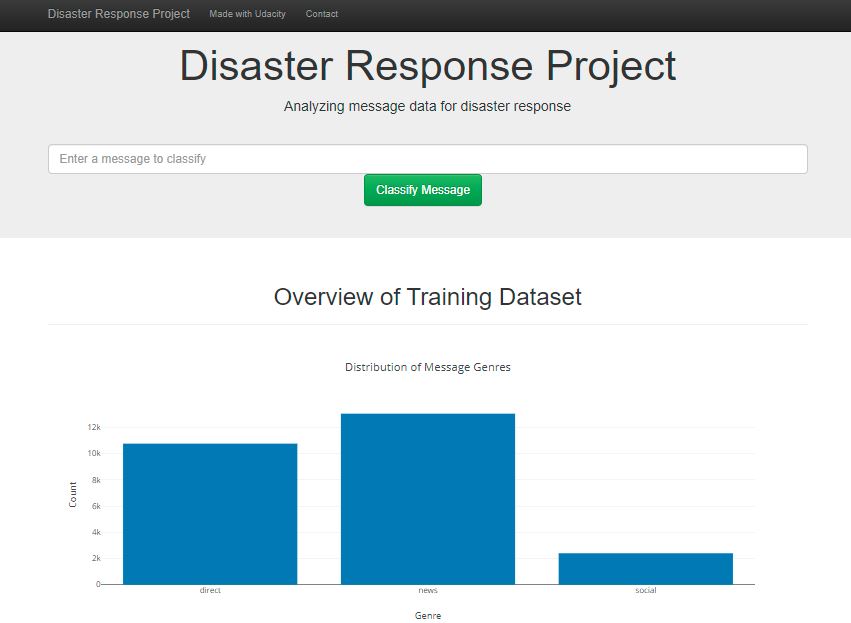 Disaster Response Project Made with Udacity Contact
Disaster Response Project
Analyzing message data for disaster response
Enter a message to classify
Classify Message
Overview of Training Dataset
Distribution of Message Genres
12k
10k
8k
6k
4k
2k
0
Count
direct news social
Genre